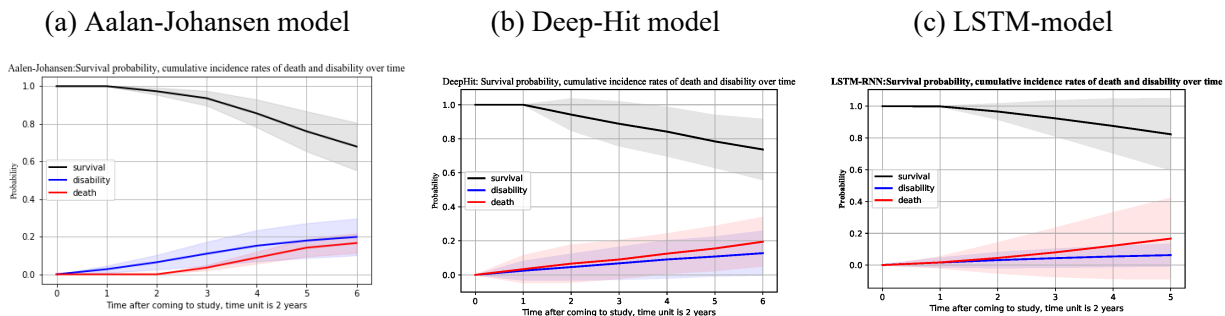 (a) Aalan-Johansen model
(b) Deep-Hit model
(c) LSTM-model
Aalen-Johansen:Survival probability, cumulative incidence rates of death and disability over time
1.0
0.8
0.6
0.4
0.2
0.0
Probability
survival
disability
death
0 1 2 3 4 5 6
Time after coming to study, time unit is 2 years
DeepHit: Survival probability, cumulative incidence rates of death and disability over time
1.0
0.8
0.6
0.4
0.2
0.0
Probability
survival
disability
death
0 1 2 3 4 5 6
Time after coming to study, time unit is 2 years
LSTM-RNN:Survival probability, cumulative incidence rates of death and disability over time
1.0
0.8
0.6
0.4
0.2
0.0
Probability
survival
disability
death
0 1 2 3 4 5
Time after coming to study, time unit is 2 years